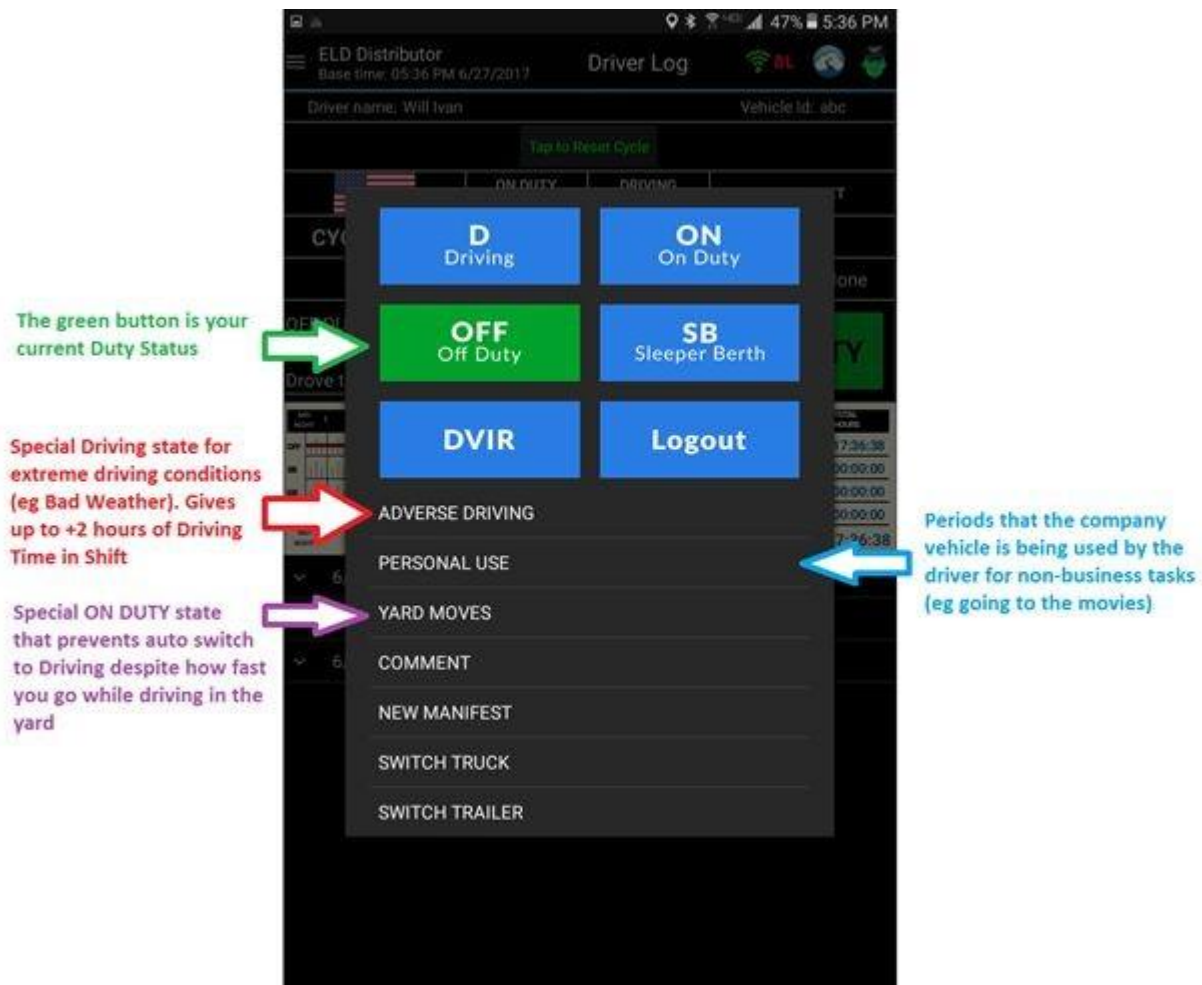 47% 5:36 PM
ELD Distributor
Base time: 05:36 PM 6/27/2017
Driver Log
Driver name: Will Ivan
Vehicle Id: abc
Tap to Reset Cycle
ON DUTY
DRIVING
D
Driving
ON
On Duty
The green button is your
current Duty Status
OFF
Off Duty
SB
Sleeper Berth
DVIR
Logout
Special Driving state for
extreme driving conditions
(eg Bad Weather). Gives
up to +2 hours of Driving
Time in Shift
ADVERSE DRIVING
PERSONAL USE
Periods that the company
vehicle is being used by the
driver for non-business tasks
(eg going to the movies)
Special ON DUTY state
that prevents auto switch
to Driving despite how fast
you go while driving in the
yard
YARD MOVES
COMMENT
NEW MANIFEST
SWITCH TRUCK
SWITCH TRAILER